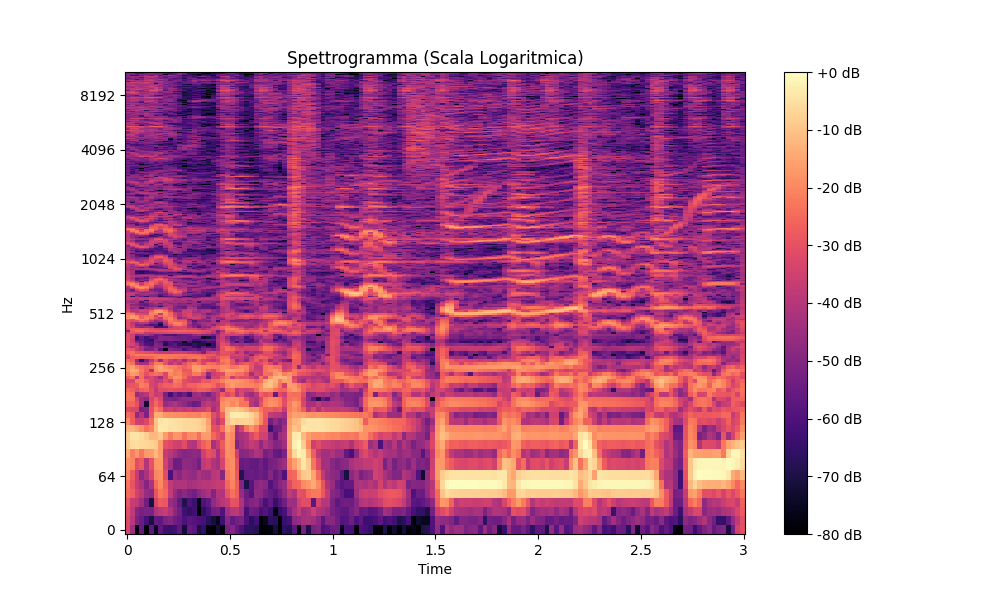 Spettrogramma (Scala Logaritmica)
8192
4096
2048
1024
512
256
128
64
0
Hz
0
0.5
1
1.5
2
2.5
3
Time
+0 dB
-10 dB
-20 dB
-30 dB
-40 dB
-50 dB
-60 dB
-70 dB
-80 dB